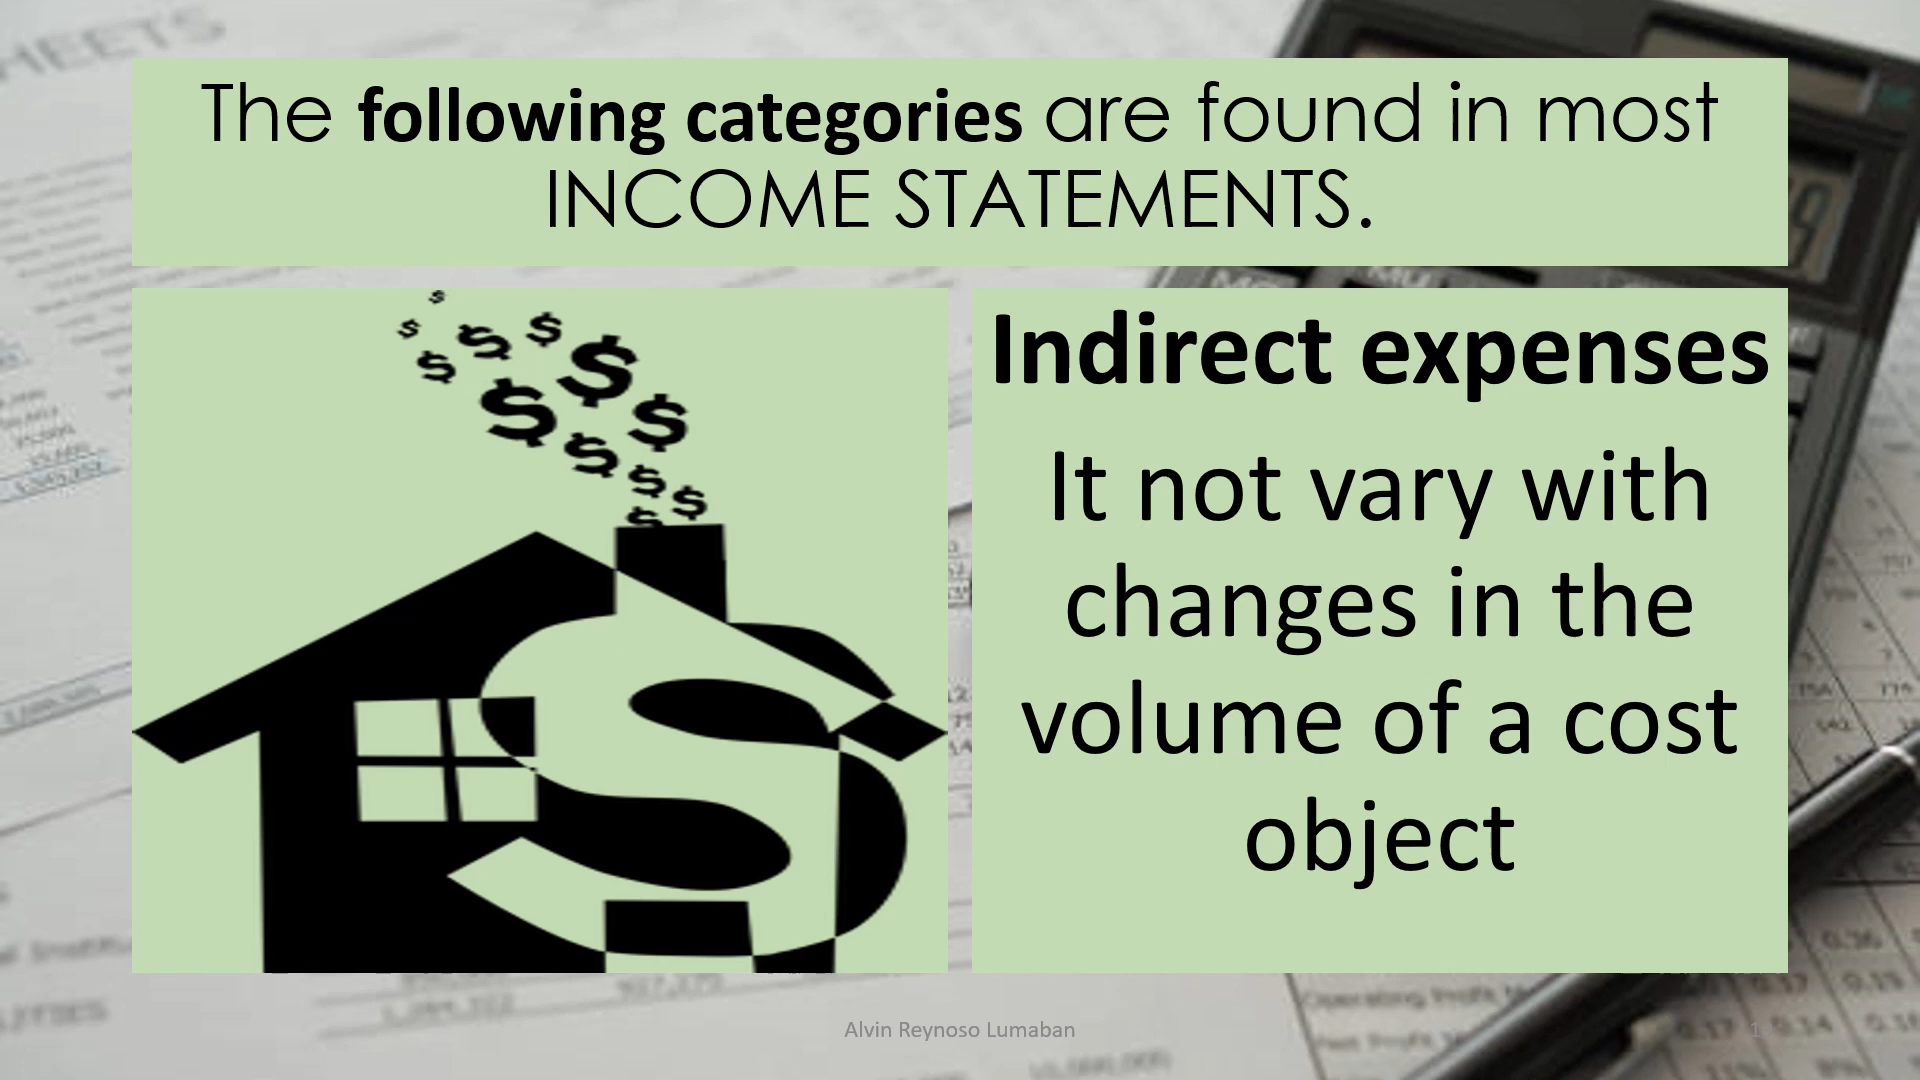 The following categories are found in most
INCOME STATEMENTS.
Indirect expenses
It not vary with
changes in the
volume of a cost
object
Alvin Reynoso Lumaban